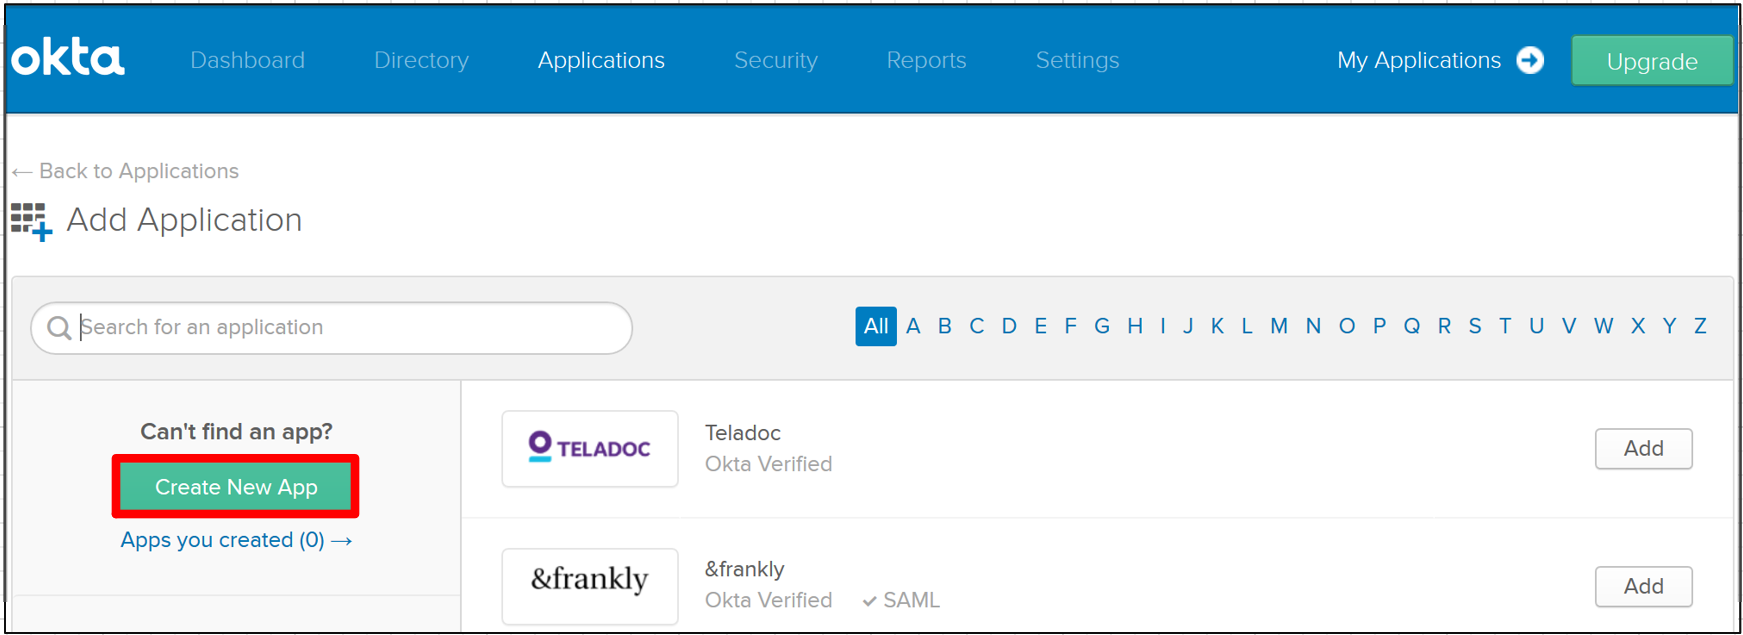 okta Dashboard Directory Applications Security Reports Settings My Applications Upgrade
← Back to Applications
Add Application
Search for an application
All A B C D E F G H I J K L M N O P Q R S T U V W X Y Z
Can't find an app?
Create New App
Apps you created (0) →
TELADOC
Teladoc
Okta Verified
Add
&frankly
&frankly
Okta Verified ✓ SAML
Add